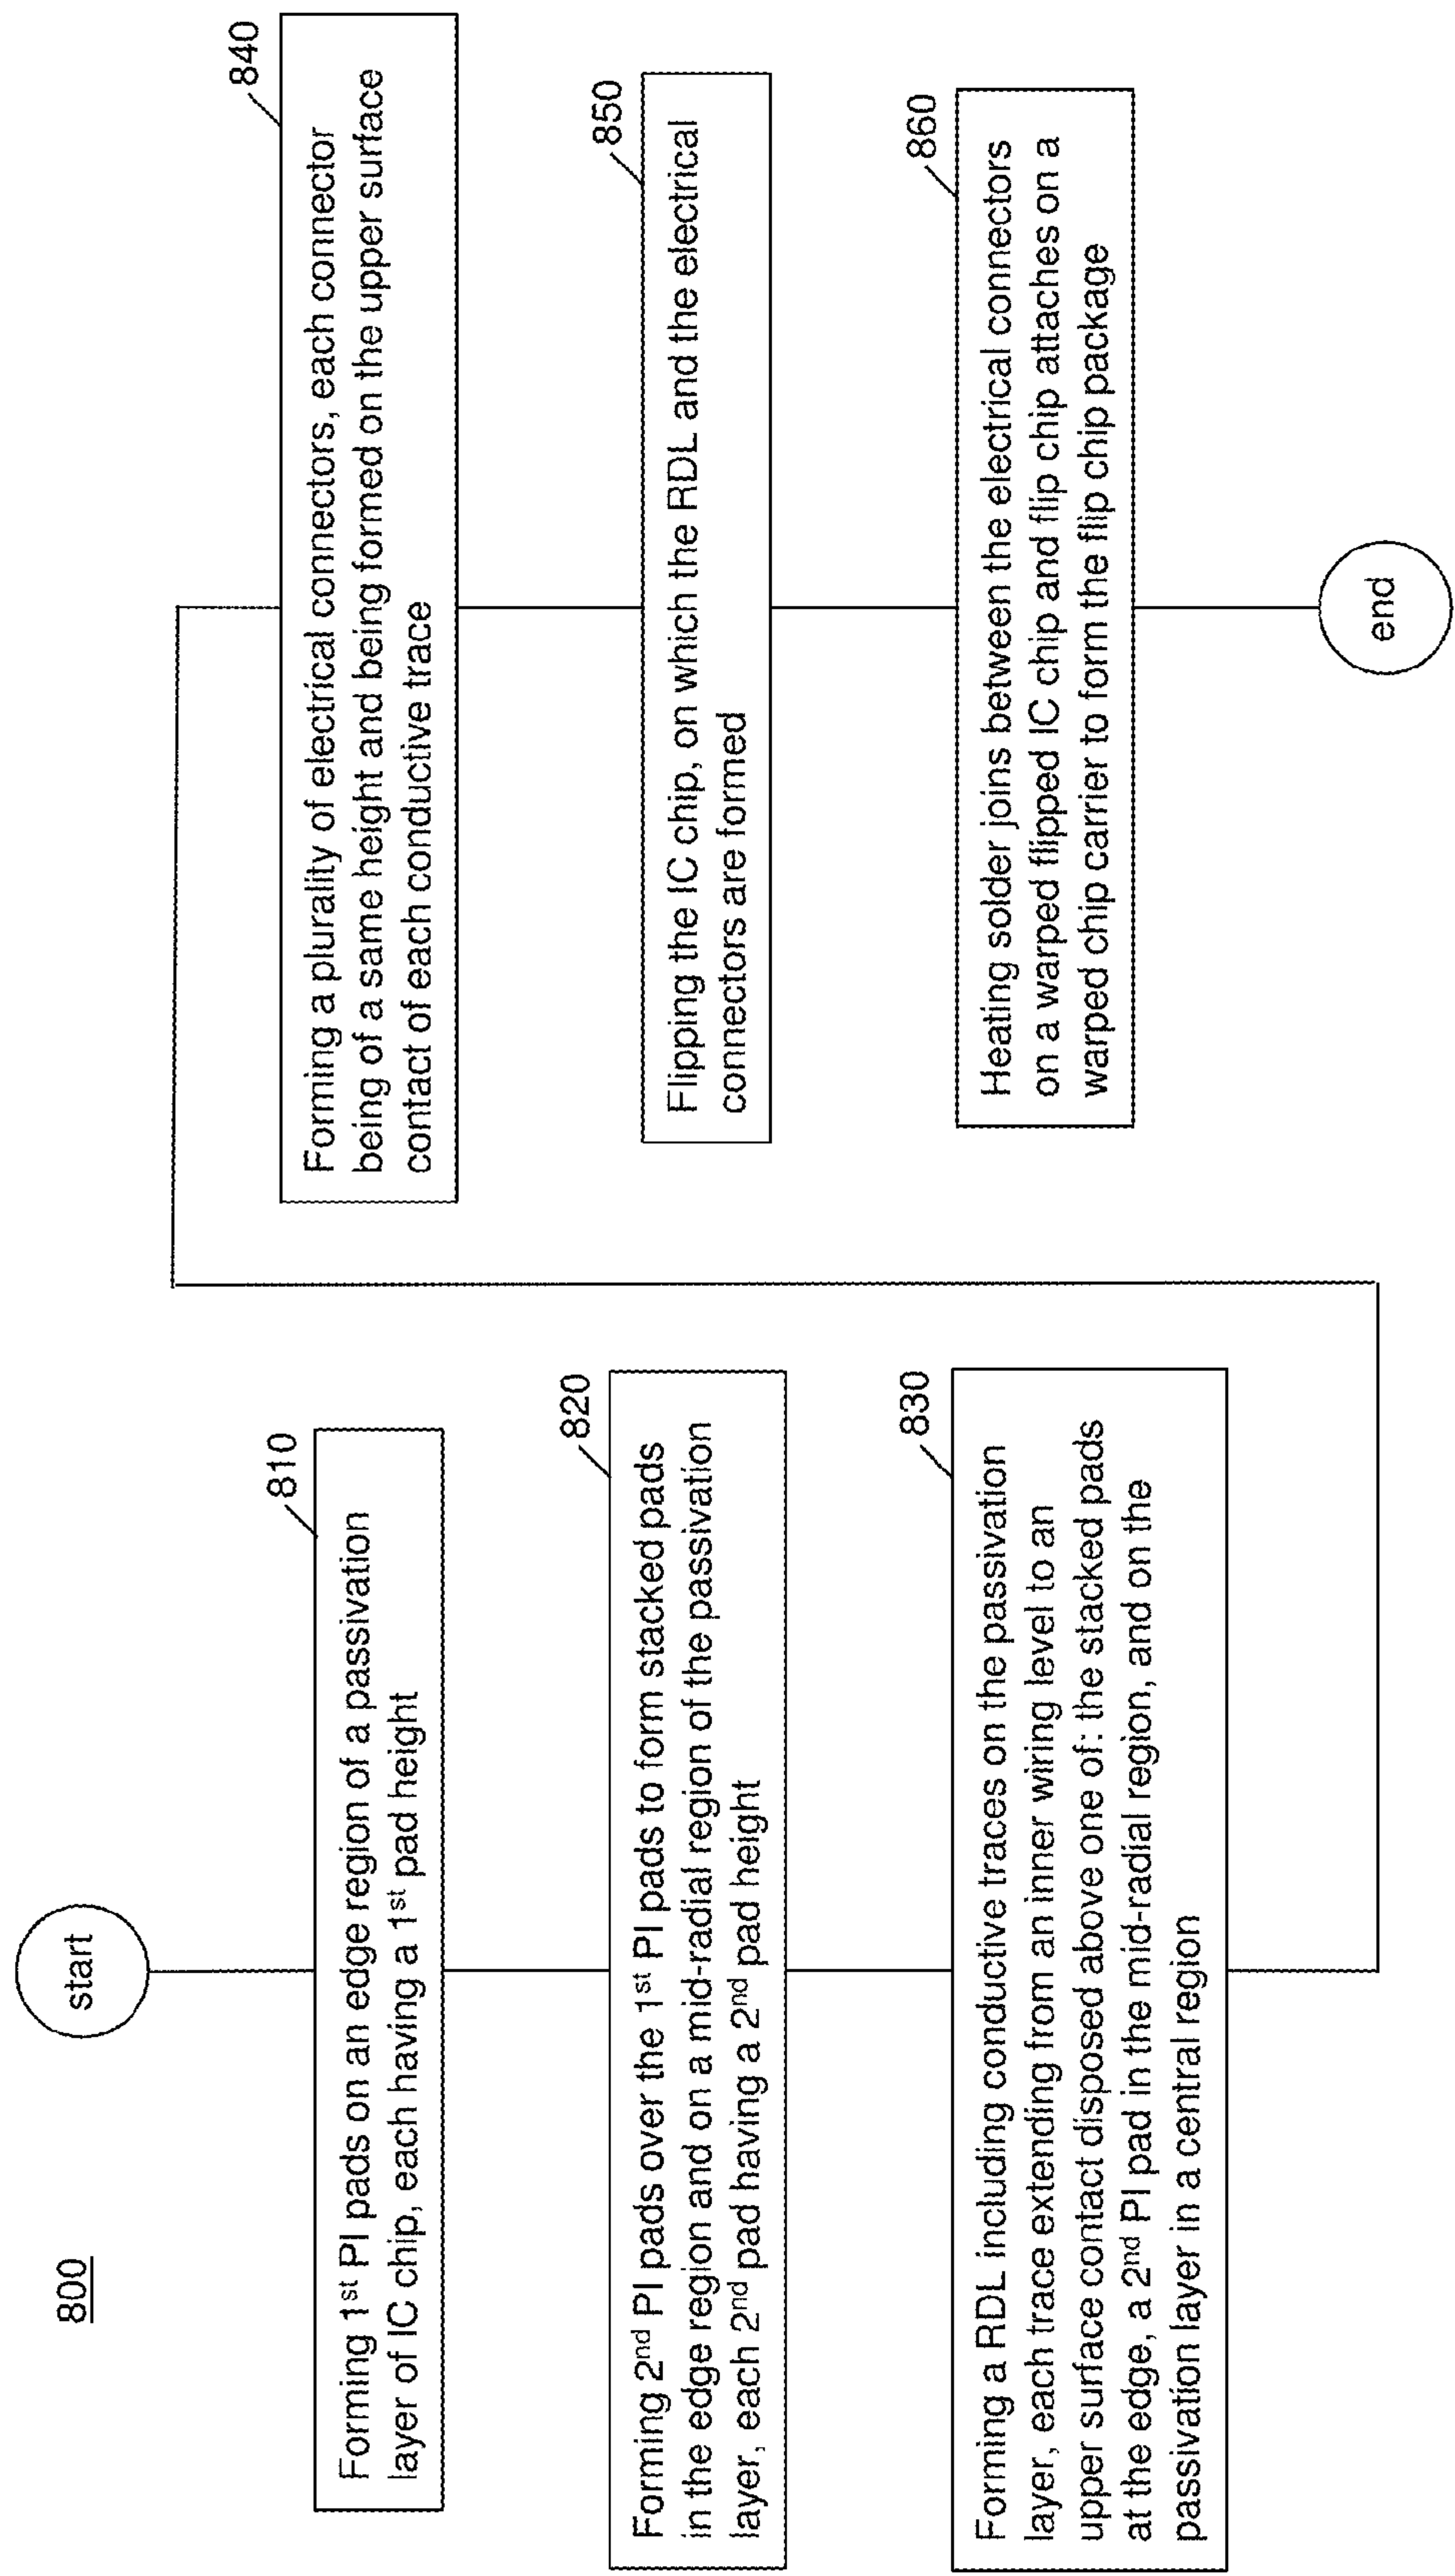 800
start
810
Forming 1st PI pads on an edge region of a passivation
layer of IC chip, each having a 1st pad height
820
Forming 2nd PI pads over the 1st PI pads to form stacked pads
in the edge region and on a mid-radial region of the passivation
layer, each 2nd pad having a 2nd pad height
830
Forming a RDL including conductive traces on the passivation
layer, each trace extending from an inner wiring level to an
upper surface contact disposed above one of: the stacked pads
at the edge, a 2nd PI pad in the mid-radial region, and on the
passivation layer in a central region
840
Forming a plurality of electrical connectors, each connector
being of a same height and being formed on the upper surface
contact of each conductive trace
850
Flipping the IC chip, on which the RDL and the electrical
connectors are formed
860
Heating solder joins between the electrical connectors
on a warped flipped IC chip and flip chip attaches on a
warped chip carrier to form the flip chip package
end